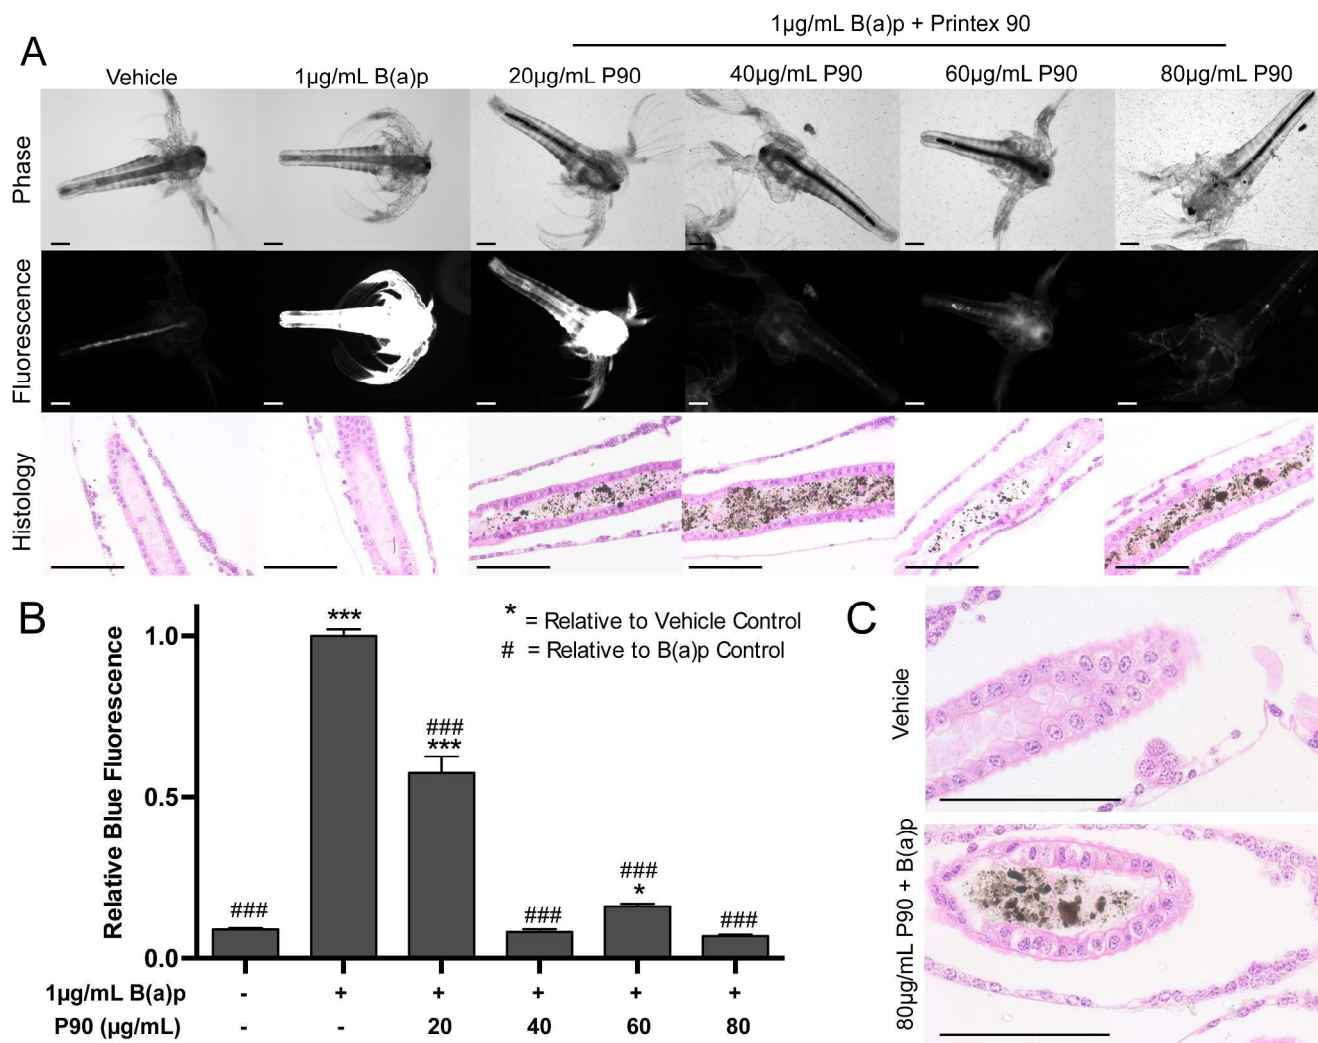 A
1µg/mL B(a)p + Printex 90
Vehicle
1µg/mL B(a)p
20µg/mL P90
40µg/mL P90
60µg/mL P90
80µg/mL P90
Phase
Fluorescence
Histology
B
Relative Blue Fluorescence
1.0
0.5
0.0
* = Relative to Vehicle Control
# = Relative to B(a)p Control
###
***
###
***
###
###
*
###
1µg/mL B(a)p - + + + + +
P90 (µg/mL) - - 20 40 60 80
C
Vehicle
80µg/mL P90 + B(a)p